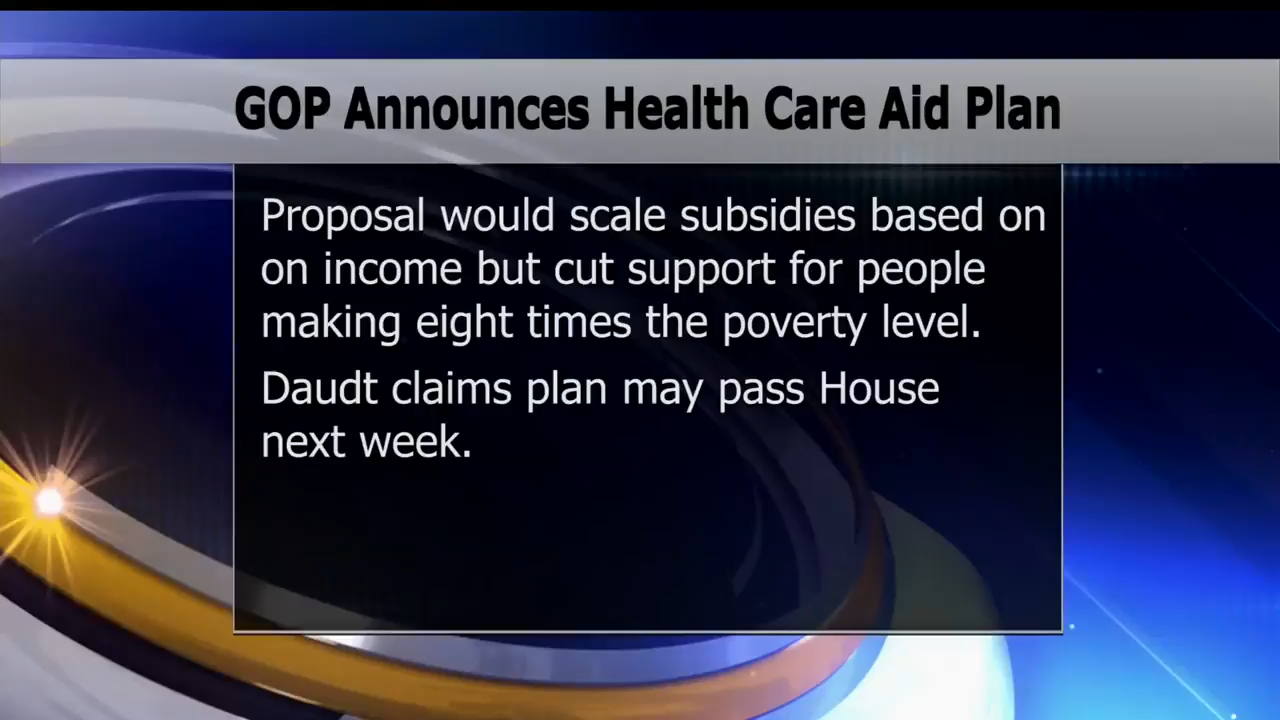 GOP Announces Health Care Aid Plan
Proposal would scale subsidies based on
on income but cut support for people
making eight times the poverty level.
Daudt claims plan may pass House
next week.